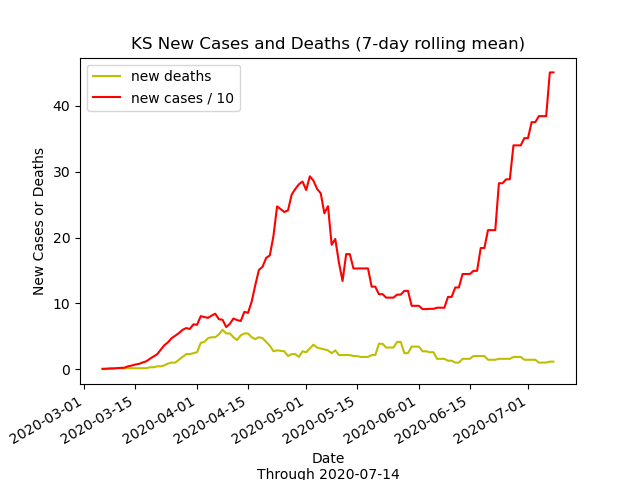 KS New Cases and Deaths (7-day rolling mean)
new deaths
new cases / 10
New Cases or Deaths
40
30
20
10
0
2020-03-01
2020-03-15
2020-04-01
2020-04-15
2020-05-01
2020-05-15
2020-06-01
2020-06-15
2020-07-01
Date
Through 2020-07-14